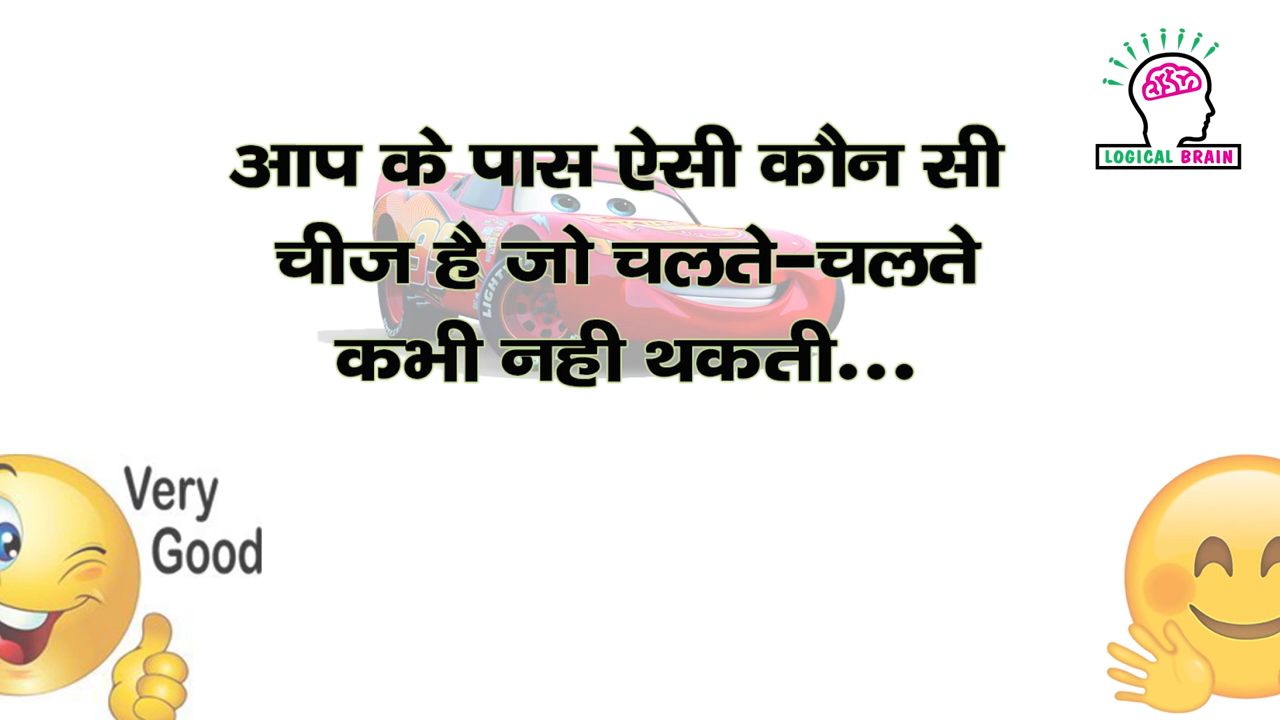 आप के पास ऐसी कौन सी
चीज है जो चलते-चलते
कभी नही थकती...
LOGICAL BRAIN
Very
Good